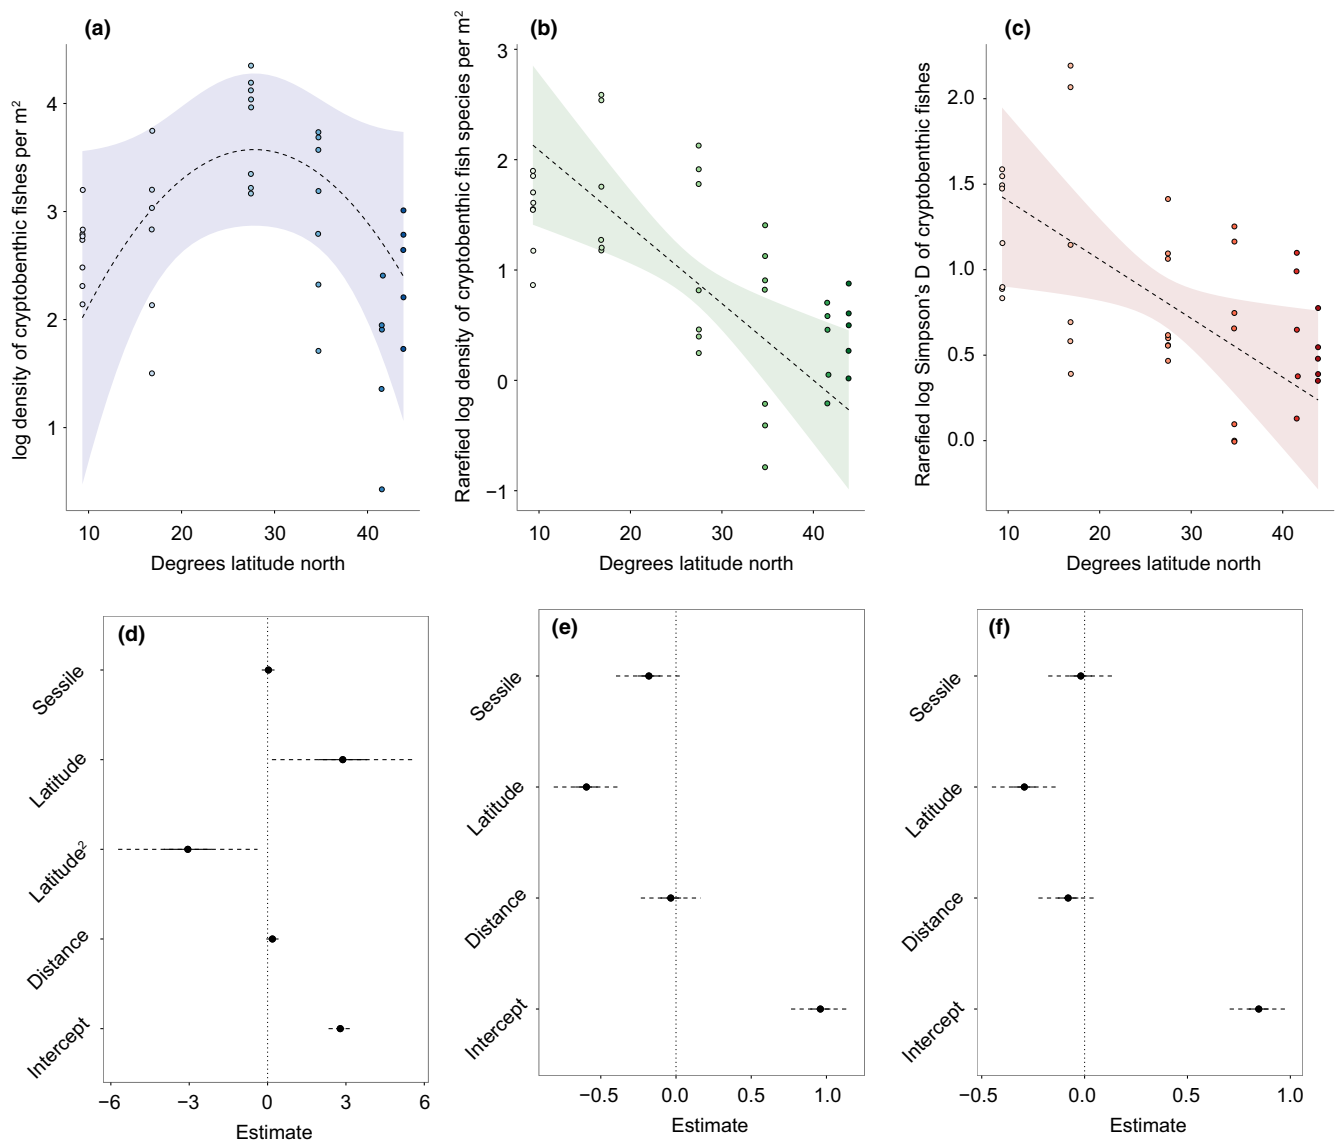 (a)
log density of cryptobenthic fishes per m²
4
3
2
1
10 20 30 40
Degrees latitude north
(b)
Rarefied log density of cryptobenthic fish species per m²
3
2
1
0
−1
10 20 30 40
Degrees latitude north
(c)
Rarefied log Simpson's D of cryptobenthic fishes
2.0
1.5
1.0
0.5
0.0
10 20 30 40
Degrees latitude north
(d)
Sessile
Latitude
Latitude²
Distance
Intercept
−6 −3 0 3 6
Estimate
(e)
Sessile
Latitude
Distance
Intercept
−0.5 0.0 0.5 1.0
Estimate
(f)
Sessile
Latitude
Distance
Intercept
−0.5 0.0 0.5 1.0
Estimate